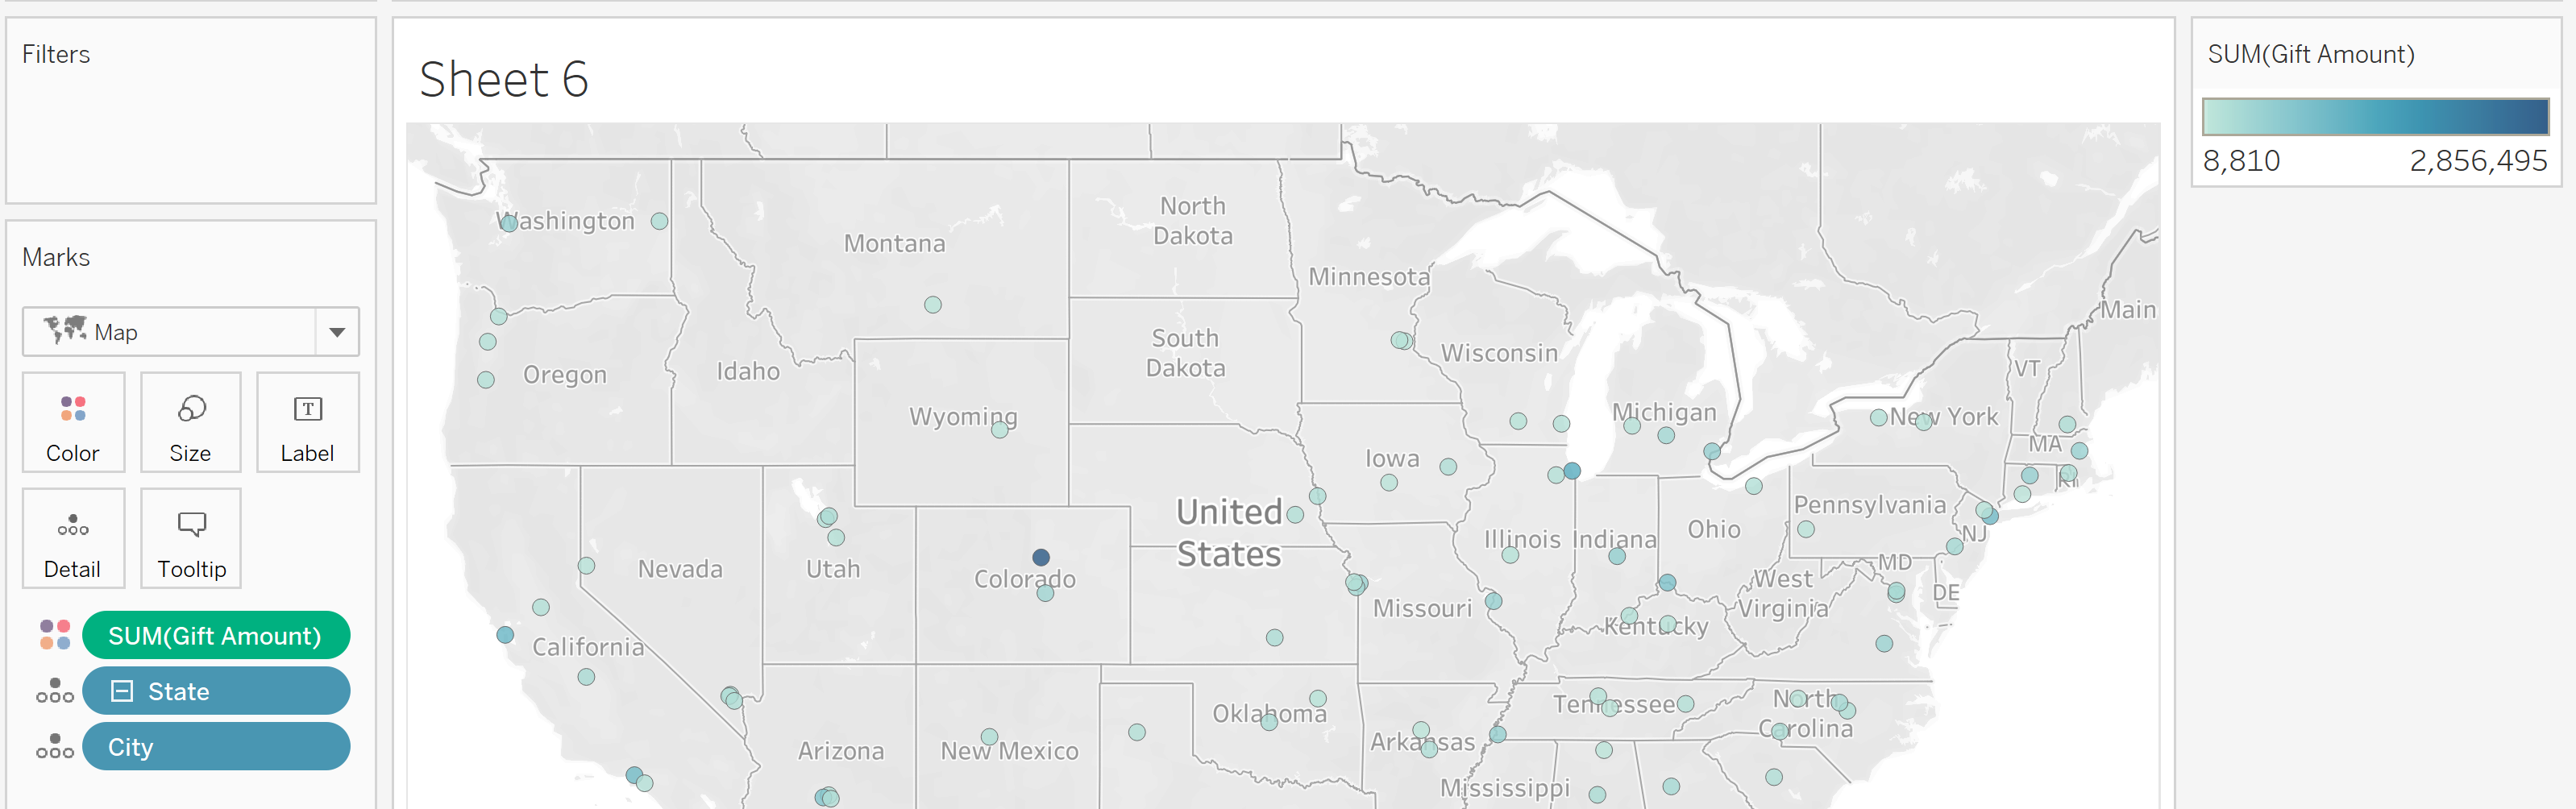 Filters
Marks
Map
Color
Size
Label
T
Detail
Tooltip
SUM(Gift Amount)
State
City
Sheet 6
Washington
Montana
North
Dakota
Minnesota
Main
South
Dakota
Wisconsin
VT
Oregon
Idaho
Wyoming
Michigan
New York
MA
Iowa
RI
United
States
Pennsylvania
Illinois
Indiana
Ohio
NJ
Nevada
Utah
Colorado
MD
West
Virginia
DE
Missouri
Kentucky
California
Oklahoma
Tennessee
North
Carolina
Arizona
New Mexico
Arkansas
Mississippi
SUM(Gift Amount)
8,810
2,856,495